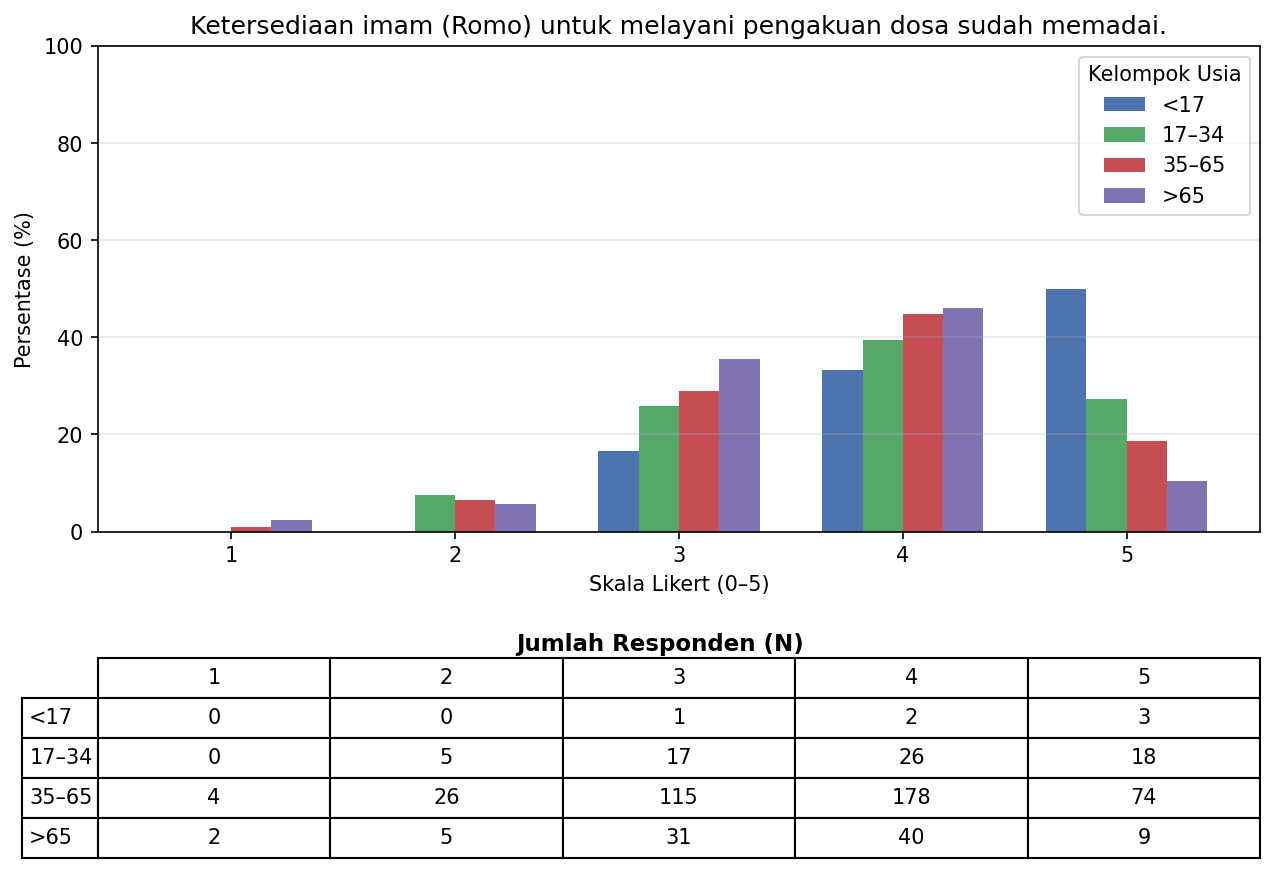 Ketersediaan imam (Romo) untuk melayani pengakuan dosa sudah memadai.
100
80
60
40
20
0
Persentase (%)
Kelompok Usia
<17
17–34
35–65
>65
1 2 3 4 5
Skala Likert (0–5)
Jumlah Responden (N)
1 2 3 4 5
<17 0 0 1 2 3
17–34 0 5 17 26 18
35–65 4 26 115 178 74
>65 2 5 31 40 9